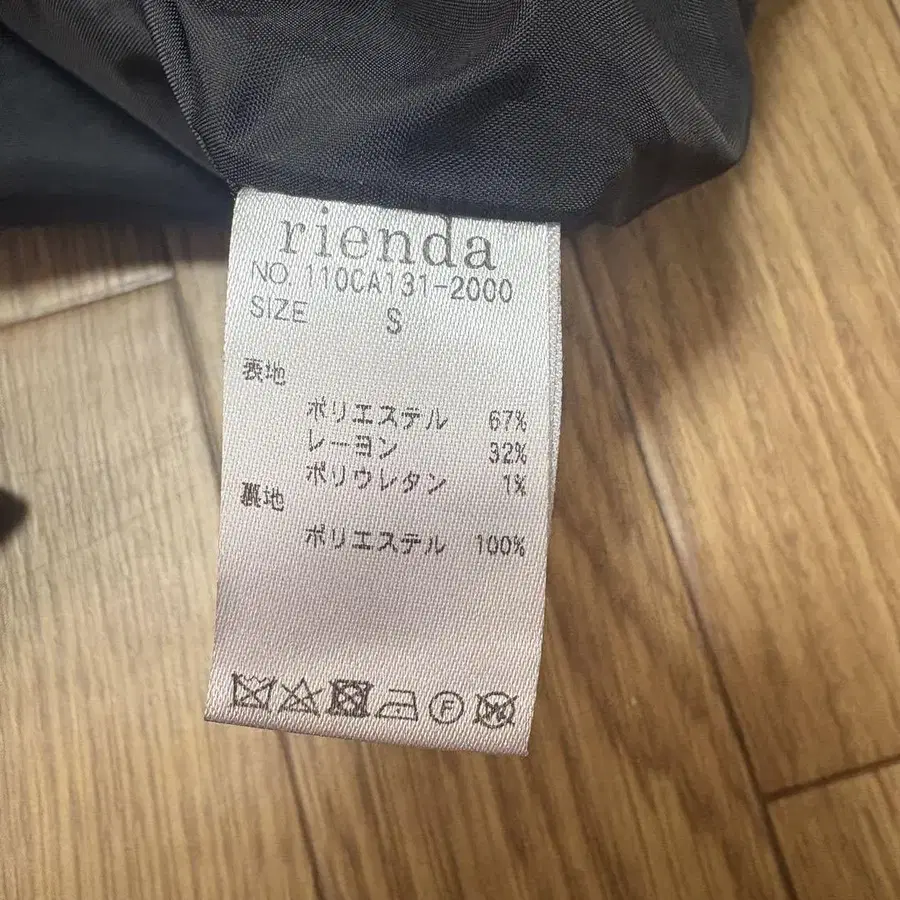 rienda
NO.110CA131-2000
SIZE S
表地
ポリエステル 67%
レーヨン 32%
ポリウレタン 1%
裏地
ポリエステル 100%
F
W